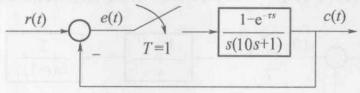 r(t)
e(t)
T=1
1-e^{-τs}
s(10s+1)
c(t)
−